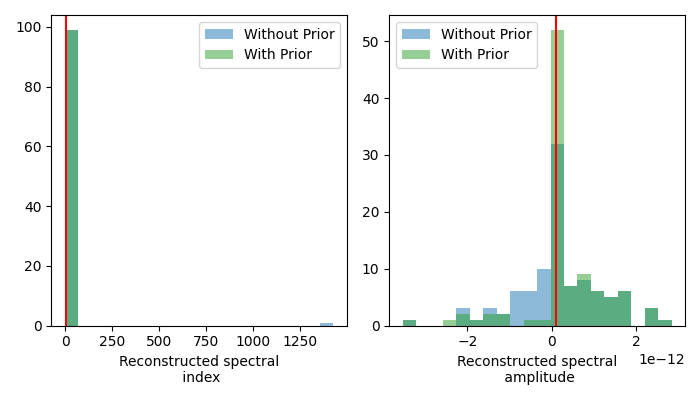 100
80
60
40
20
0
0 250 500 750 1000 1250
Reconstructed spectral
index
Without Prior
With Prior
50
40
30
20
10
0
−2 0 2
1e−12
Reconstructed spectral
amplitude
Without Prior
With Prior